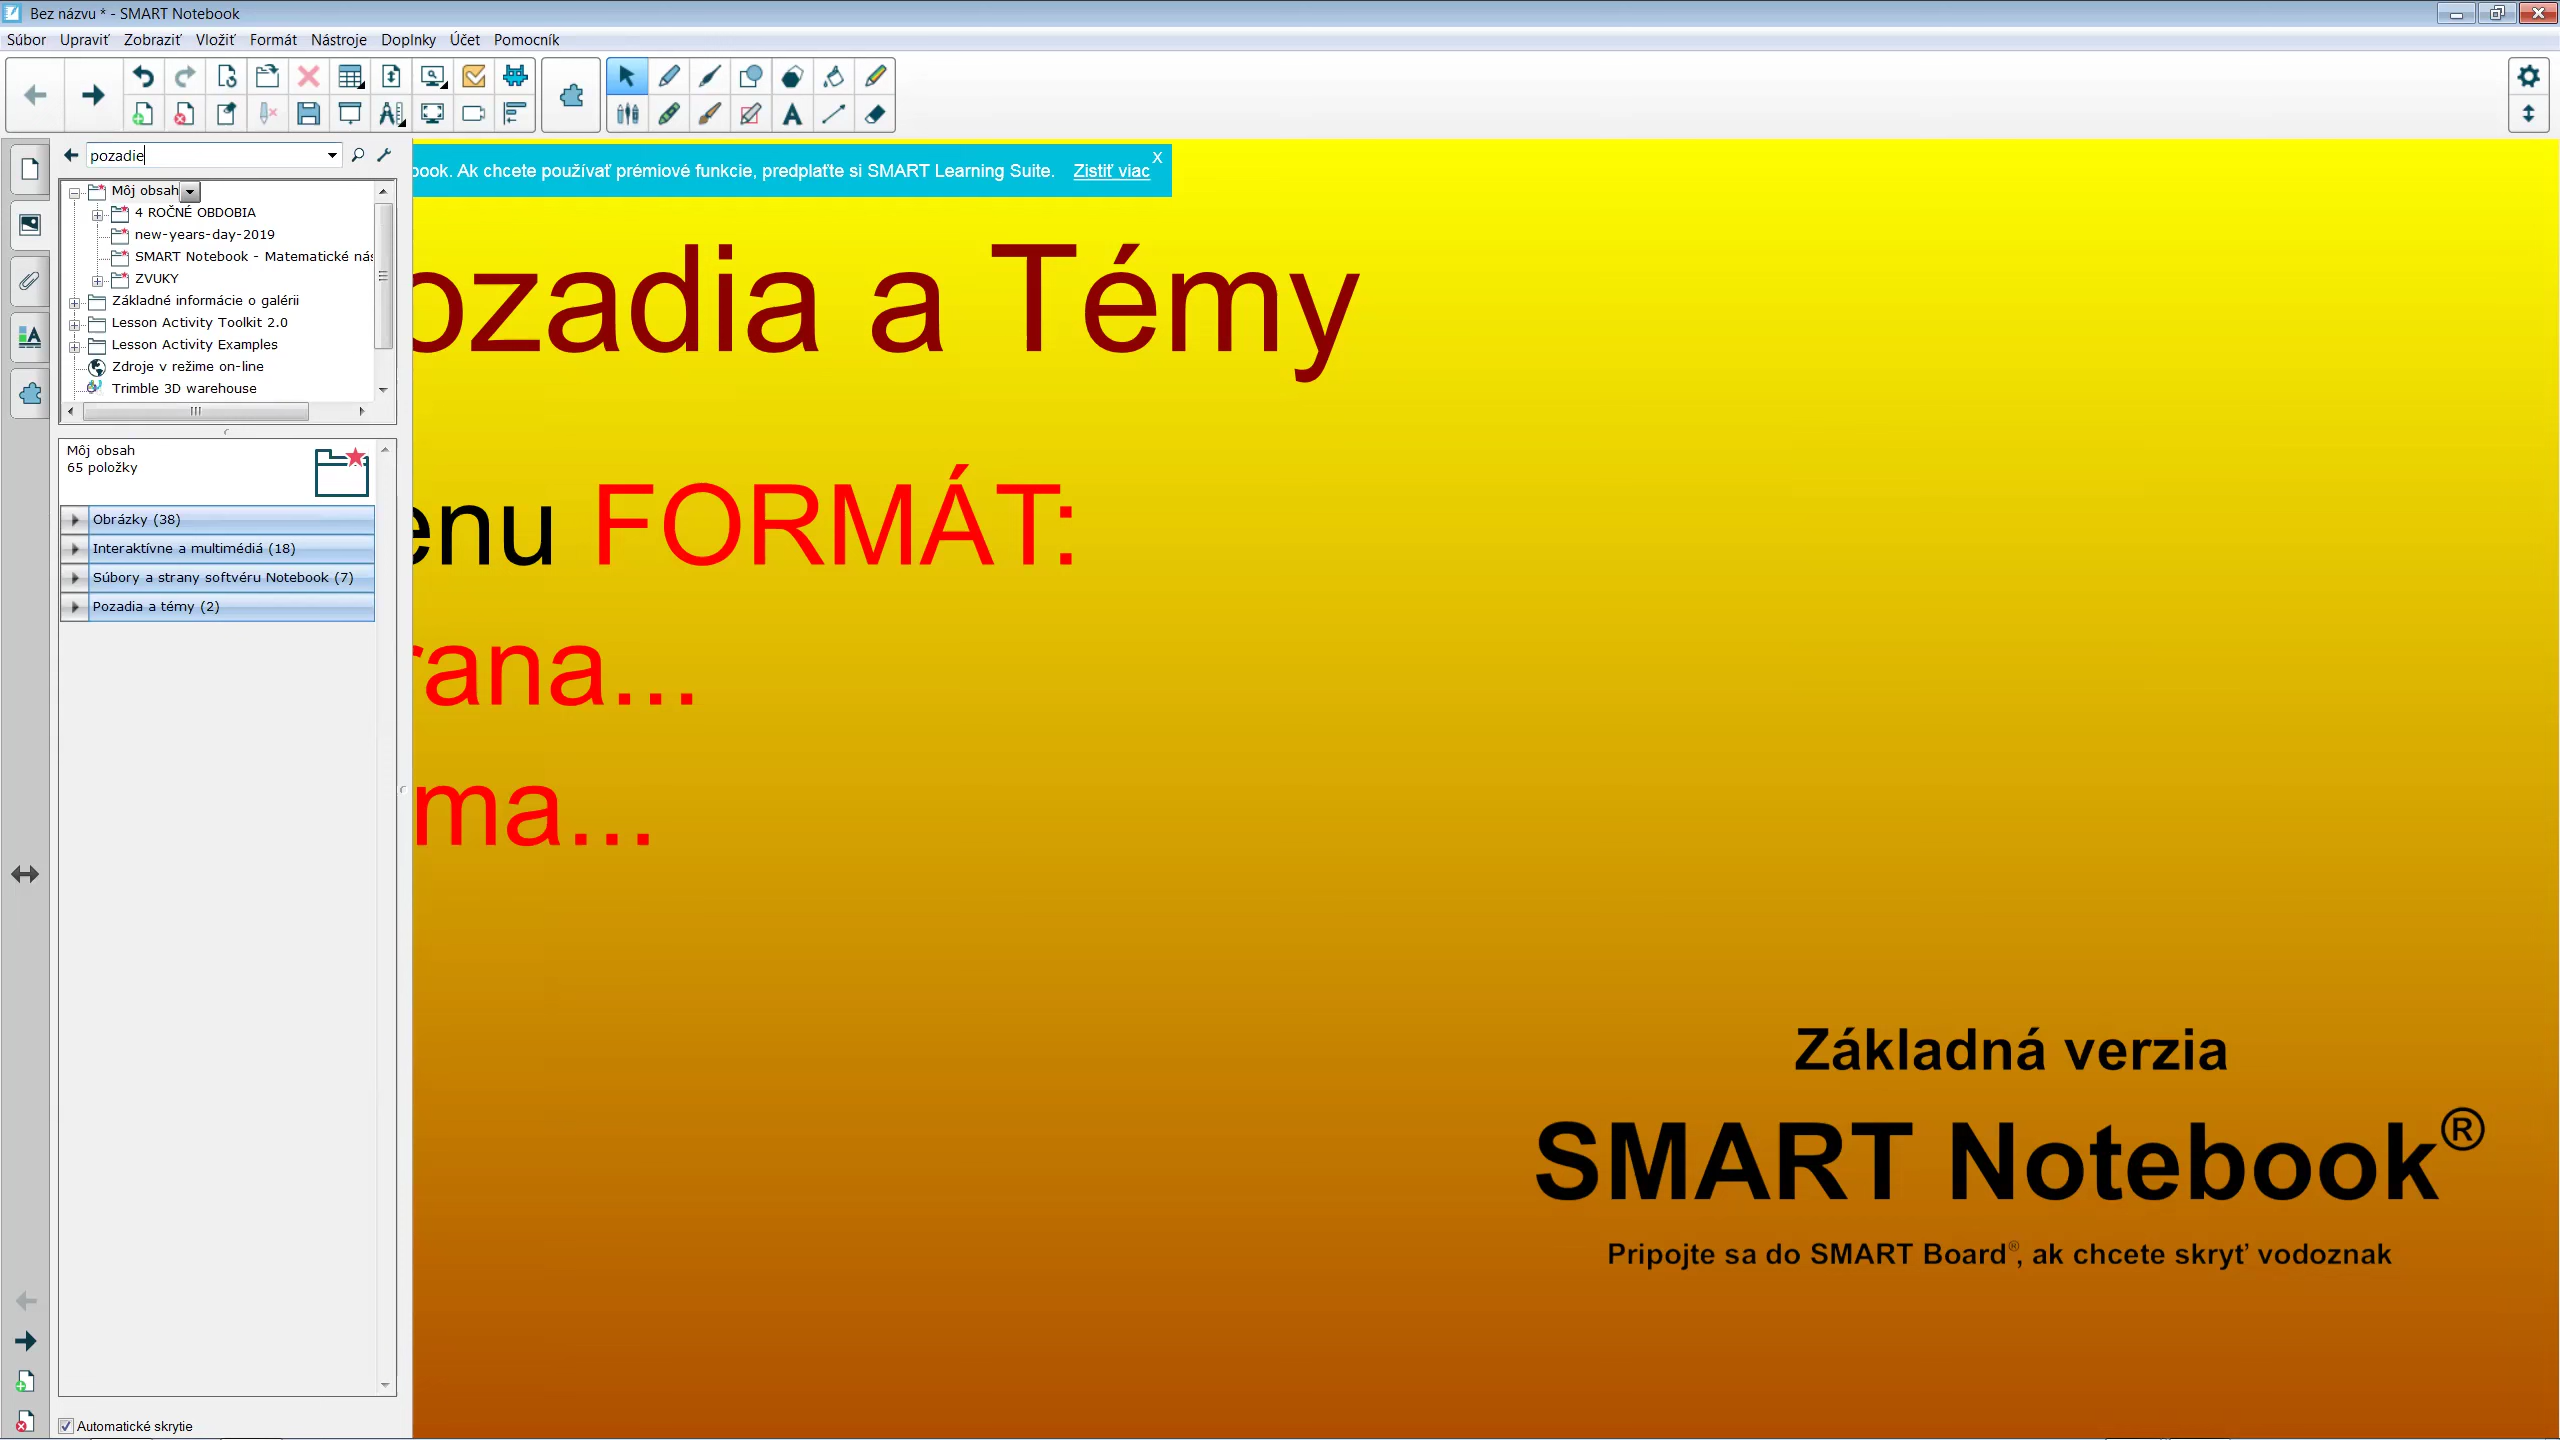 Bez názvu * - SMART Notebook
Súbor Upraviť Zobraziť Vložiť Formát Nástroje Doplnky Účet Pomocník
pozadie
Môj obsah
4 ROČNÉ OBDOBIA
new-years-day-2019
SMART Notebook - Matematické nás
ZVUKY
Základné informácie o galérii
Lesson Activity Toolkit 2.0
Lesson Activity Examples
Zdroje v režime on-line
Trimble 3D warehouse
Môj obsah
65 položky
Obrázky (38)
Interaktívne a multimédiá (18)
Súbory a strany softvéru Notebook (7)
Pozadia a témy (2)
Automatické skrytie
book. Ak chcete používať prémiové funkcie, predplaťte si SMART Learning Suite. Zistiť viac X
ozadia a Témy
enu FORMÁT:
rana...
ma...
Základná verzia
SMART Notebook®
Pripojte sa do SMART Board®, ak chcete skryť vodoznak